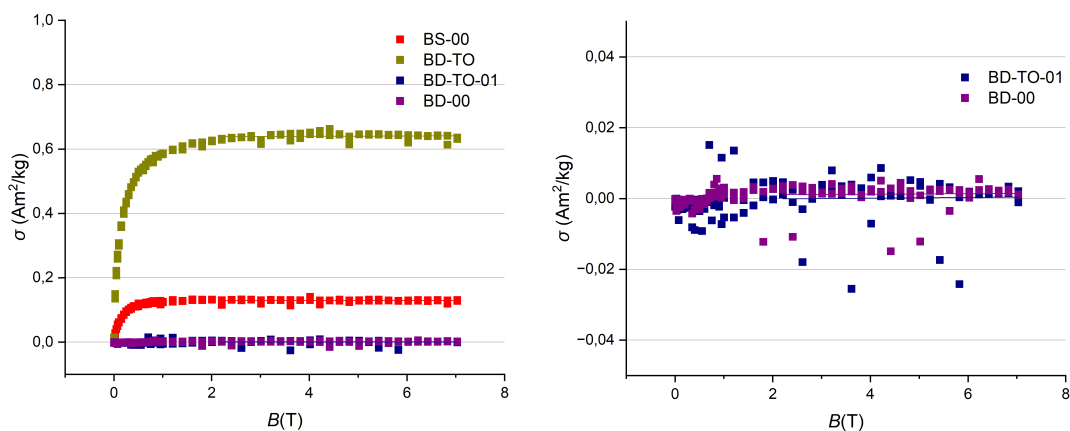 1,0
0,8
0,6
0,4
0,2
0,0
σ (Am²/kg)
BS-00
BD-TO
BD-TO-01
BD-00
0 2 4 6 8
B(T)
0,04
0,02
0,00
−0,02
−0,04
σ (Am²/kg)
BD-TO-01
BD-00
0 2 4 6 8
B(T)